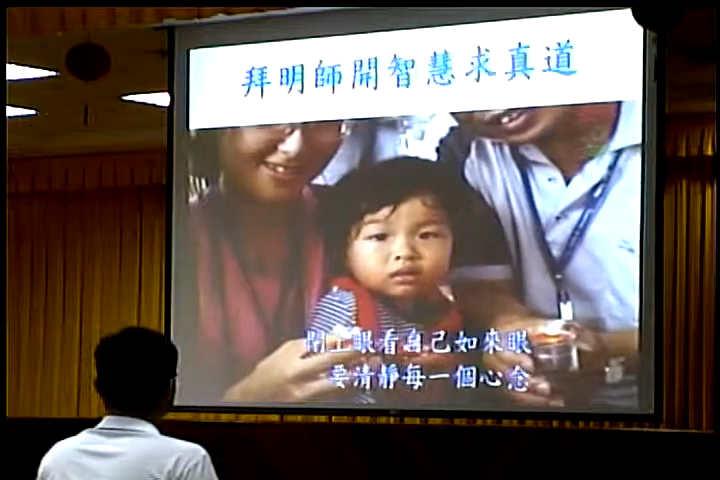 拜明師開智慧求真道
閉上眼看自己如來眼
要清靜每一個心念